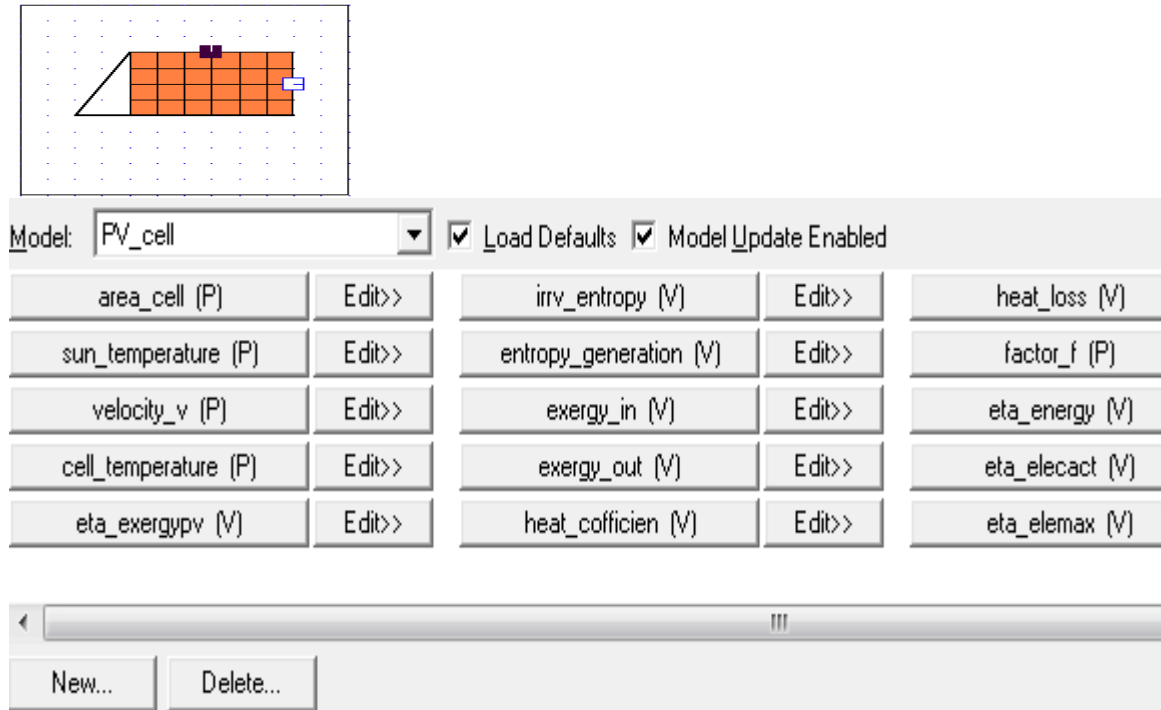 Model: PV_cell Load Defaults Model Update Enabled
area_cell (P) Edit>> irrv_entropy (V) Edit>> heat_loss (V)
sun_temperature (P) Edit>> entropy_generation (V) Edit>> factor_f (P)
velocity_v (P) Edit>> exergy_in (V) Edit>> eta_energy (V)
cell_temperature (P) Edit>> exergy_out (V) Edit>> eta_elecact (V)
eta_exergypv (V) Edit>> heat_cofficien (V) Edit>> eta_elemax (V)
New... Delete...